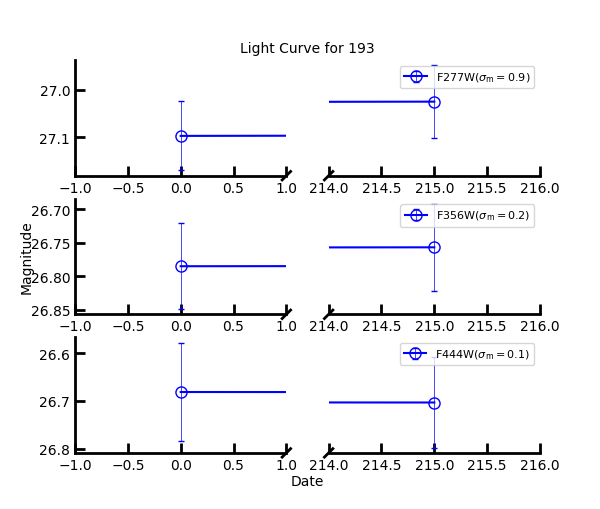 Light Curve for 193
F277W(σm = 0.9)
27.0
27.1
−1.0 −0.5 0.0 0.5 1.0 214.0 214.5 215.0 215.5 216.0
F356W(σm = 0.2)
26.70
26.75
26.80
26.85
Magnitude
−1.0 −0.5 0.0 0.5 1.0 214.0 214.5 215.0 215.5 216.0
F444W(σm = 0.1)
26.6
26.7
26.8
−1.0 −0.5 0.0 0.5 1.0 214.0 214.5 215.0 215.5 216.0
Date